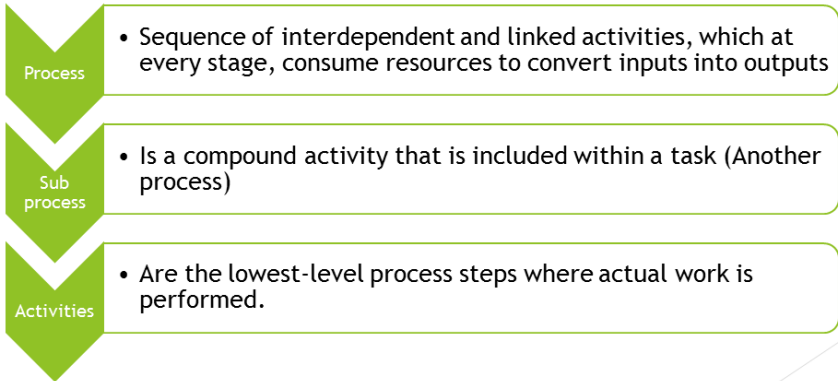 Process
• Sequence of interdependent and linked activities, which at
every stage, consume resources to convert inputs into outputs
Sub
process
• Is a compound activity that is included within a task (Another
process)
Activities
• Are the lowest-level process steps where actual work is
performed.